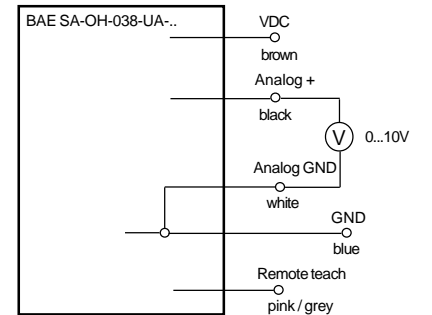 BAE SA-OH-038-UA-..
VDC
brown
Analog +
black
V
0...10V
Analog GND
white
GND
blue
Remote teach
pink / grey